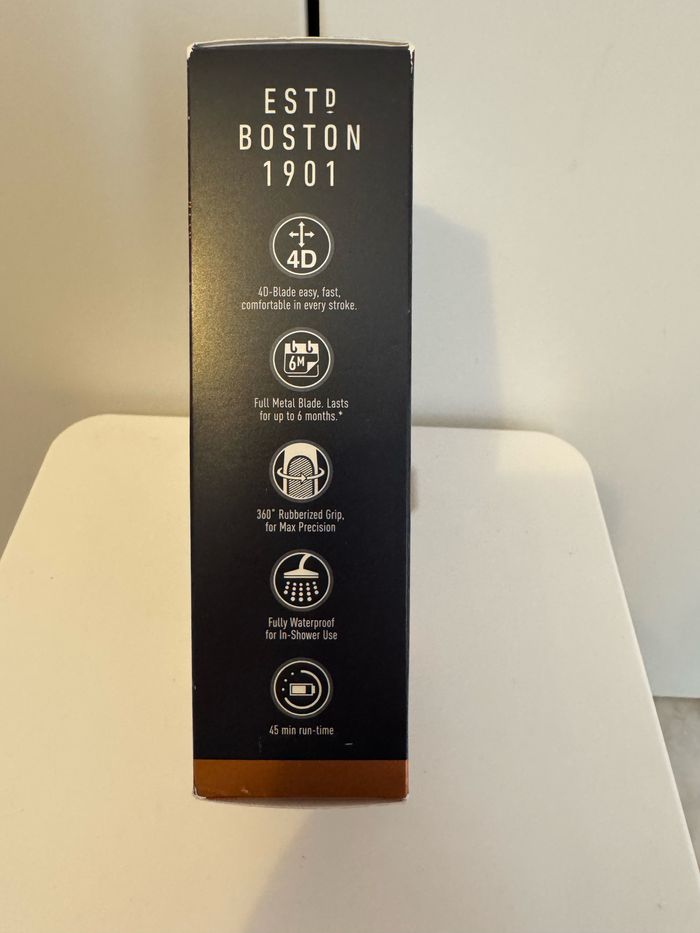 ESTD
BOSTON
1901
4D
4D-Blade easy, fast,
comfortable in every stroke.
6M
Full Metal Blade. Lasts
for up to 6 months.*
360° Rubberized Grip,
for Max Precision
Fully Waterproof
for In-Shower Use
45 min run-time